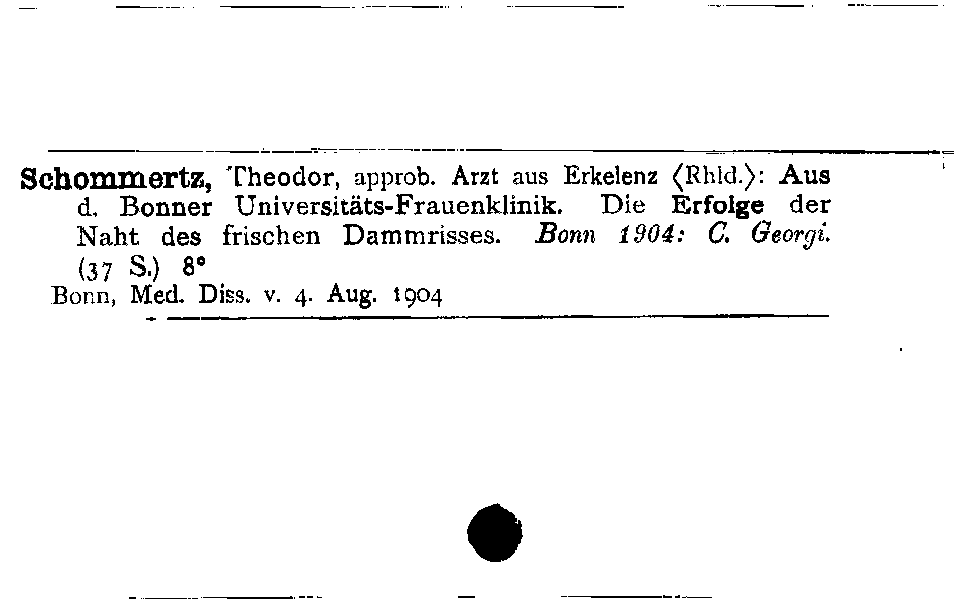 Schommertz, Theodor, approb. Arzt aus Erkelenz ⟨Rhld.⟩: Aus
d. Bonner Universitäts-Frauenklinik. Die Erfolge der
Naht des frischen Dammrisses. Bonn 1904: C. Georgi.
(37 S.) 8°
Bonn, Med. Diss. v. 4. Aug. 1904